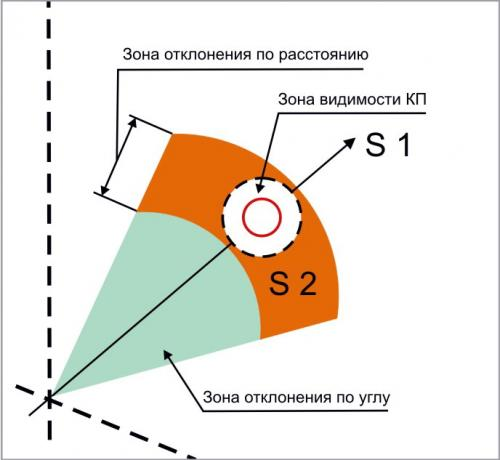 Зона отклонения по расстоянию
Зона видимости КП
S 1
S 2
Зона отклонения по углу